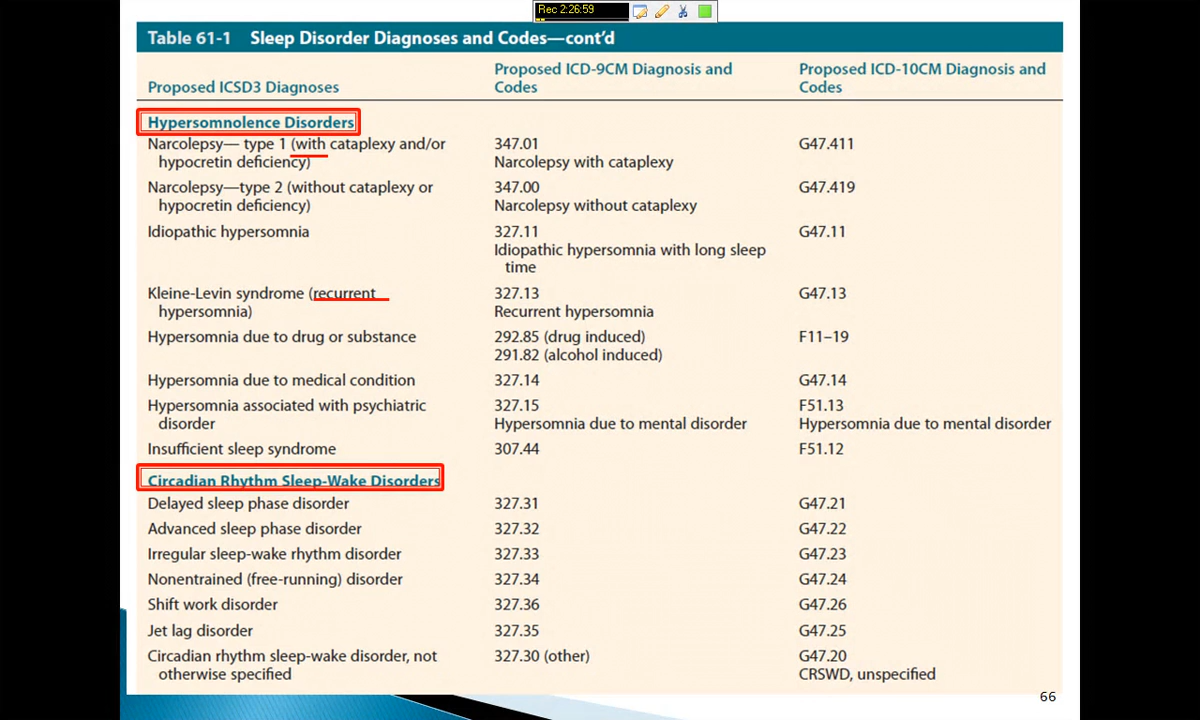 Rec 2:26:59
Table 61-1 Sleep Disorder Diagnoses and Codes—cont'd
Proposed ICSD3 Diagnoses
Proposed ICD-9CM Diagnosis and
Codes
Proposed ICD-10CM Diagnosis and
Codes
Hypersomnolence Disorders
Narcolepsy— type 1 (with cataplexy and/or
hypocretin deficiency)
347.01
Narcolepsy with cataplexy
G47.411
Narcolepsy—type 2 (without cataplexy or
hypocretin deficiency)
347.00
Narcolepsy without cataplexy
G47.419
Idiopathic hypersomnia
327.11
Idiopathic hypersomnia with long sleep
time
G47.11
Kleine-Levin syndrome (recurrent
hypersomnia)
327.13
Recurrent hypersomnia
G47.13
Hypersomnia due to drug or substance
292.85 (drug induced)
291.82 (alcohol induced)
F11–19
Hypersomnia due to medical condition
327.14
G47.14
Hypersomnia associated with psychiatric
disorder
327.15
Hypersomnia due to mental disorder
F51.13
Hypersomnia due to mental disorder
Insufficient sleep syndrome
307.44
F51.12
Circadian Rhythm Sleep-Wake Disorders
Delayed sleep phase disorder
327.31
G47.21
Advanced sleep phase disorder
327.32
G47.22
Irregular sleep-wake rhythm disorder
327.33
G47.23
Nonentrained (free-running) disorder
327.34
G47.24
Shift work disorder
327.36
G47.26
Jet lag disorder
327.35
G47.25
Circadian rhythm sleep-wake disorder, not
otherwise specified
327.30 (other)
G47.20
CRSWD, unspecified
66